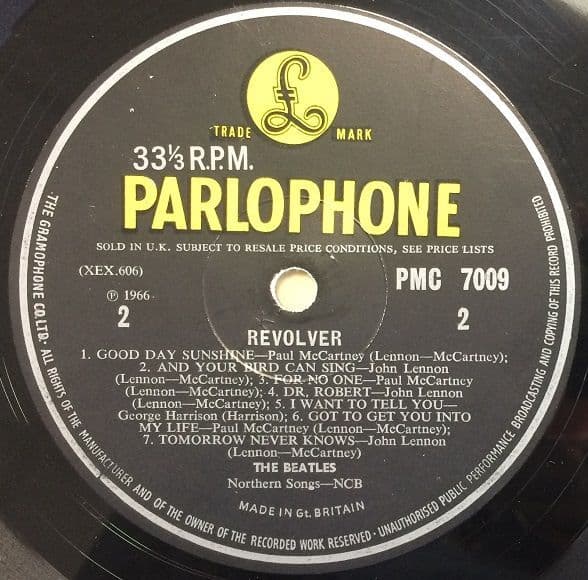 £
TRADE MARK
33⅓ R.P.M.
PARLOPHONE
SOLD IN U.K. SUBJECT TO RESALE PRICE CONDITIONS, SEE PRICE LISTS
(XEX.606) PMC 7009
℗ 1966
2 2
REVOLVER
1. GOOD DAY SUNSHINE—Paul McCartney (Lennon—McCartney);
2. AND YOUR BIRD CAN SING—John Lennon
(Lennon—McCartney); 3. FOR NO ONE—Paul McCartney
(Lennon—McCartney); 4. DR, ROBERT—John Lennon
(Lennon—McCartney); 5. I WANT TO TELL YOU—
George Harrison (Harrison); 6. GOT TO GET YOU INTO
MY LIFE—Paul McCartney (Lennon—McCartney);
7. TOMORROW NEVER KNOWS—John Lennon
(Lennon—McCartney)
THE BEATLES
Northern Songs—NCB
MADE IN Gt. BRITAIN
THE GRAMOPHONE CO. LTD. · ALL RIGHTS OF THE MANUFACTURER AND OF THE OWNER OF THE RECORDED WORK RESERVED · UNAUTHORISED PUBLIC PERFORMANCE BROADCASTING AND COPYING OF THIS RECORD PROHIBITED